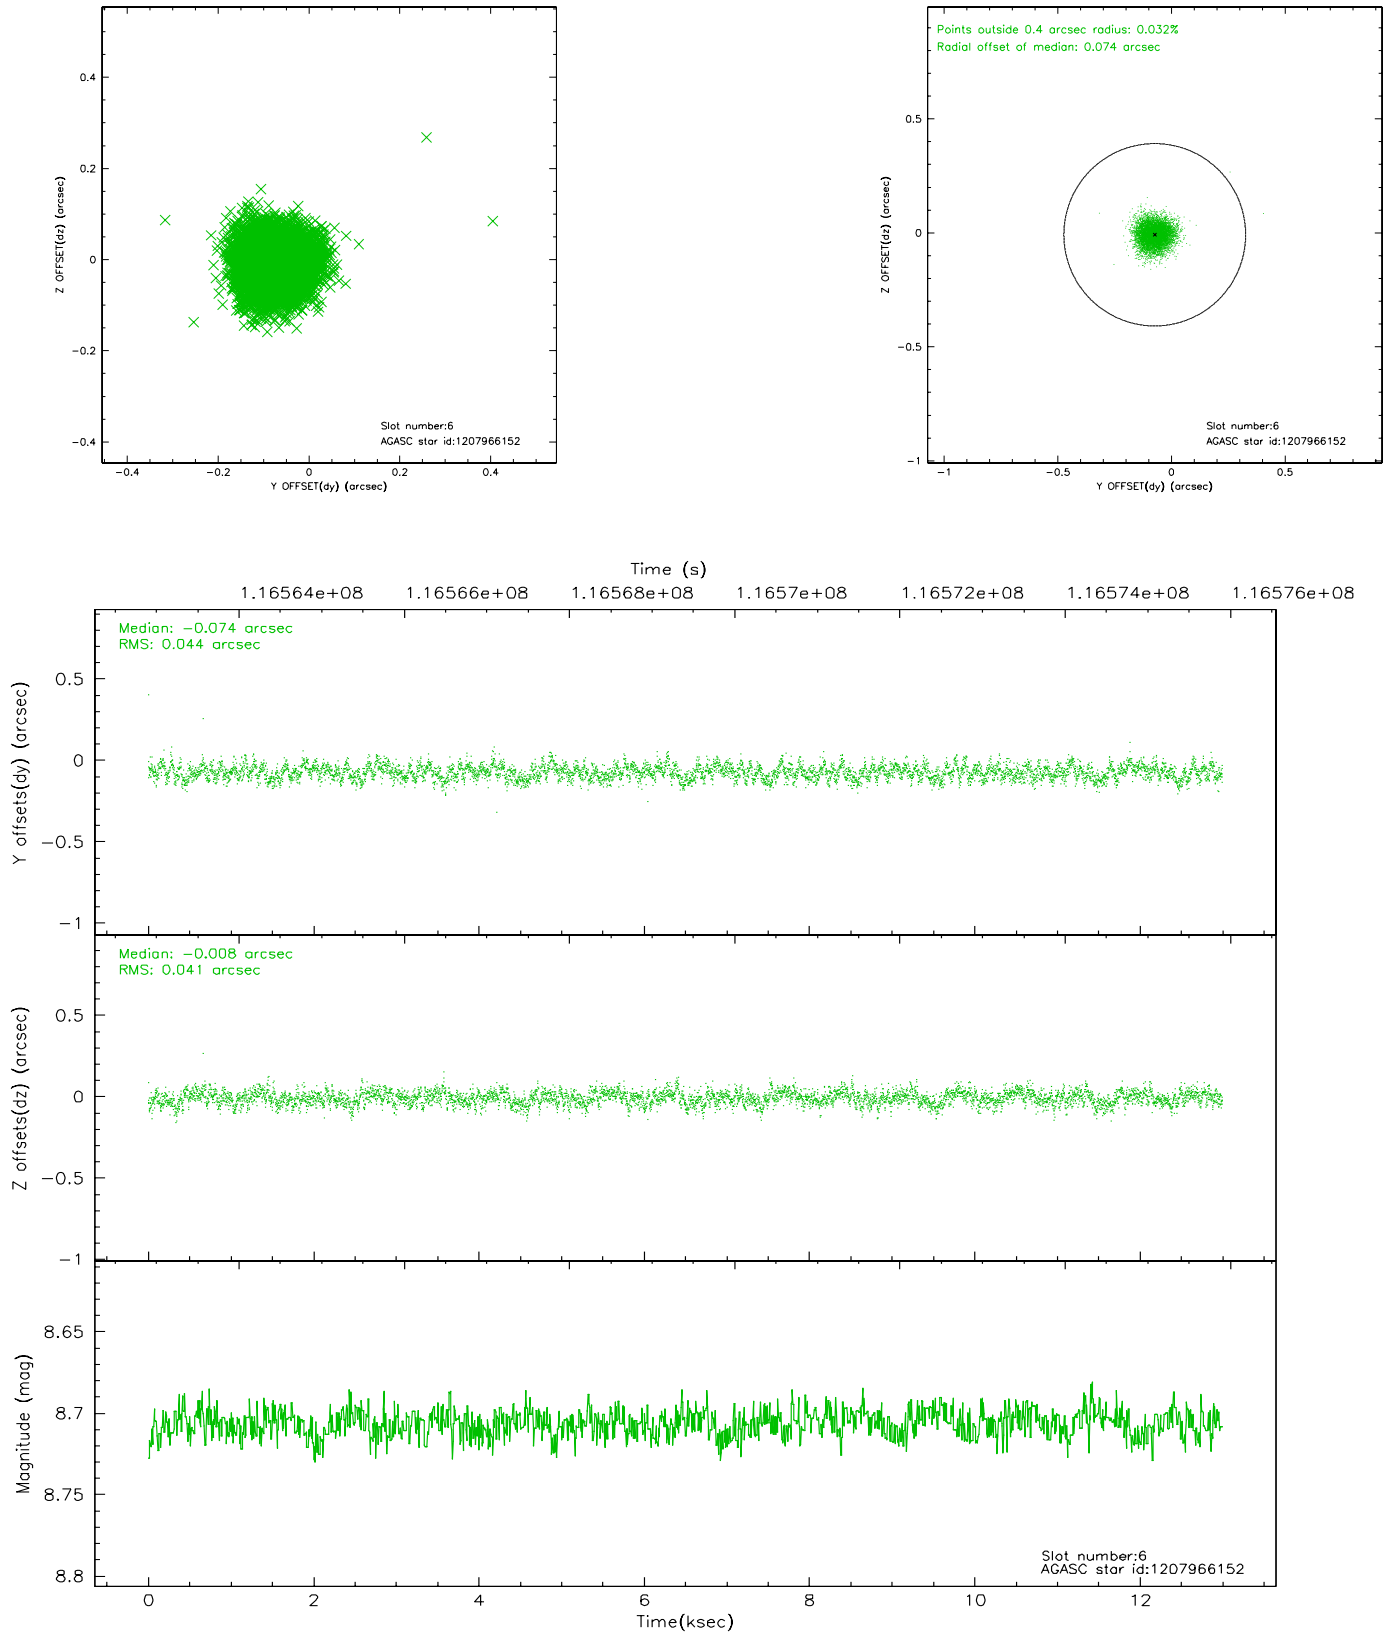 0.4
0.2
0
-0.2
-0.4
Z OFFSET(dz) (arcsec)
Slot number:6
AGASC star id:1207966152
-0.4 -0.2 0 0.2 0.4
Y OFFSET(dy) (arcsec)
Points outside 0.4 arcsec radius: 0.032%
Radial offset of median: 0.074 arcsec
0.5
0
-0.5
-1
Z OFFSET(dz) (arcsec)
Slot number:6
AGASC star id:1207966152
-1 -0.5 0 0.5
Y OFFSET(dy) (arcsec)
Time (s)
1.16564e+08 1.16566e+08 1.16568e+08 1.1657e+08 1.16572e+08 1.16574e+08 1.16576e+08
Median: -0.074 arcsec
RMS: 0.044 arcsec
0.5
0
-0.5
-1
Y offsets(dy) (arcsec)
Median: -0.008 arcsec
RMS: 0.041 arcsec
0.5
0
-0.5
-1
Z offsets(dz) (arcsec)
8.65
8.7
8.75
8.8
Magnitude (mag)
Slot number:6
AGASC star id:1207966152
0 2 4 6 8 10 12
Time(ksec)